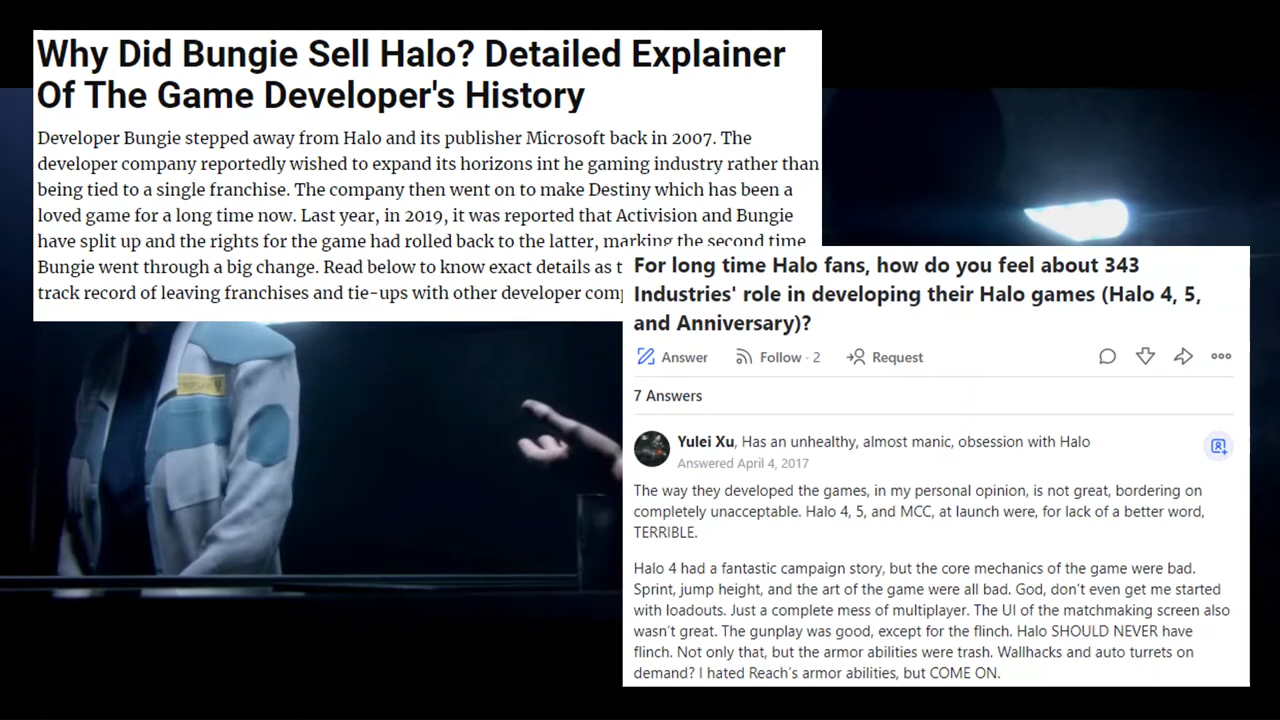 Why Did Bungie Sell Halo? Detailed Explainer
Of The Game Developer's History
Developer Bungie stepped away from Halo and its publisher Microsoft back in 2007. The
developer company reportedly wished to expand its horizons int he gaming industry rather than
being tied to a single franchise. The company then went on to make Destiny which has been a
loved game for a long time now. Last year, in 2019, it was reported that Activision and Bungie
have split up and the rights for the game had rolled back to the latter, marking the second time
Bungie went through a big change. Read below to know exact details as t
track record of leaving franchises and tie-ups with other developer com
For long time Halo fans, how do you feel about 343
Industries' role in developing their Halo games (Halo 4, 5,
and Anniversary)?
Answer Follow · 2 Request
7 Answers
Yulei Xu, Has an unhealthy, almost manic, obsession with Halo
Answered April 4, 2017
The way they developed the games, in my personal opinion, is not great, bordering on
completely unacceptable. Halo 4, 5, and MCC, at launch were, for lack of a better word,
TERRIBLE.
Halo 4 had a fantastic campaign story, but the core mechanics of the game were bad.
Sprint, jump height, and the art of the game were all bad. God, don't even get me started
with loadouts. Just a complete mess of multiplayer. The UI of the matchmaking screen also
wasn't great. The gunplay was good, except for the flinch. Halo SHOULD NEVER have
flinch. Not only that, but the armor abilities were trash. Wallhacks and auto turrets on
demand? I hated Reach's armor abilities, but COME ON.